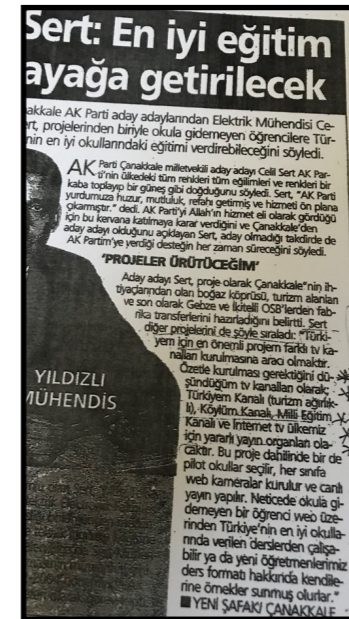 Sert: En iyi eğitim
ayağa getirilecek
akkale AK Parti aday adaylarından Elektrik Mühendisi Ce-
ert, projelerinden biriyle okula gidemeyen öğrencilere Tür-
nin en iyi okullarındaki eğitimi verdirebileceğini söyledi.
AK Parti Çanakkale milletvekili aday adayı Celil Sert AK Par-
ti'nin ülkedeki tüm renkleri tüm eğilimleri ve renkleri bir
kaba toplayıp bir güneş gibi doğduğunu söyledi. Sert, "AK Parti
yurdumuza huzur, mutluluk, refahı getirmiş ve hizmeti ön plana
çıkarmıştır." dedi. AK Parti'yi Allah'ın hizmet eli olarak gördüğü
için bu kervana katılmaya karar verdiğini ve Çanakkale'den
aday adayı olduğunu açıklayan Sert, aday olmadığı takdirde de
AK Partim'ye verdiği desteğin her zaman süreceğini söyledi.
'PROJELER ÜRÜTÜCEĞİM'
Aday adayı Sert, proje olarak Çanakkale"nin ih-
tiyaçlarından olan boğaz köprüsü, turizm alanları
ve son olarak Gebze ve İkitelli OSB'lerden fab-
rika transferlerini hazırladığını belirtti. Sert
diğer projelerini de şöyle sıraladı: "Türki-
yem için en önemli projem farklı tv ka-
nalları kurulmasına aracı olmaktır.
Özetle kurulması gerektiğini dü-
şündüğüm tv kanalları olarak;
Türkiyem Kanalı (turizm ağırlık-
lı), Köylüm Kanalı, Milli Eğitim
Kanalı ve İnternet tv ülkemiz
için yararlı yayın organları ola-
caktır. Bu proje dahilinde bir de
pilot okullar seçilir, her sınıfa
web kameralar kurulur ve canlı
yayın yapılır. Neticede okula gi-
demeyen bir öğrenci web üze-
rinden Türkiye'nin en iyi okulla-
rında verilen derslerden çalışa-
bilir ya da yeni öğretmenlerimiz
ders formatı hakkında kendile-
rine örnekler sunmuş olurlar."
■ YENİ ŞAFAK/ ÇANAKKALE
YILDIZLI
MÜHENDİS